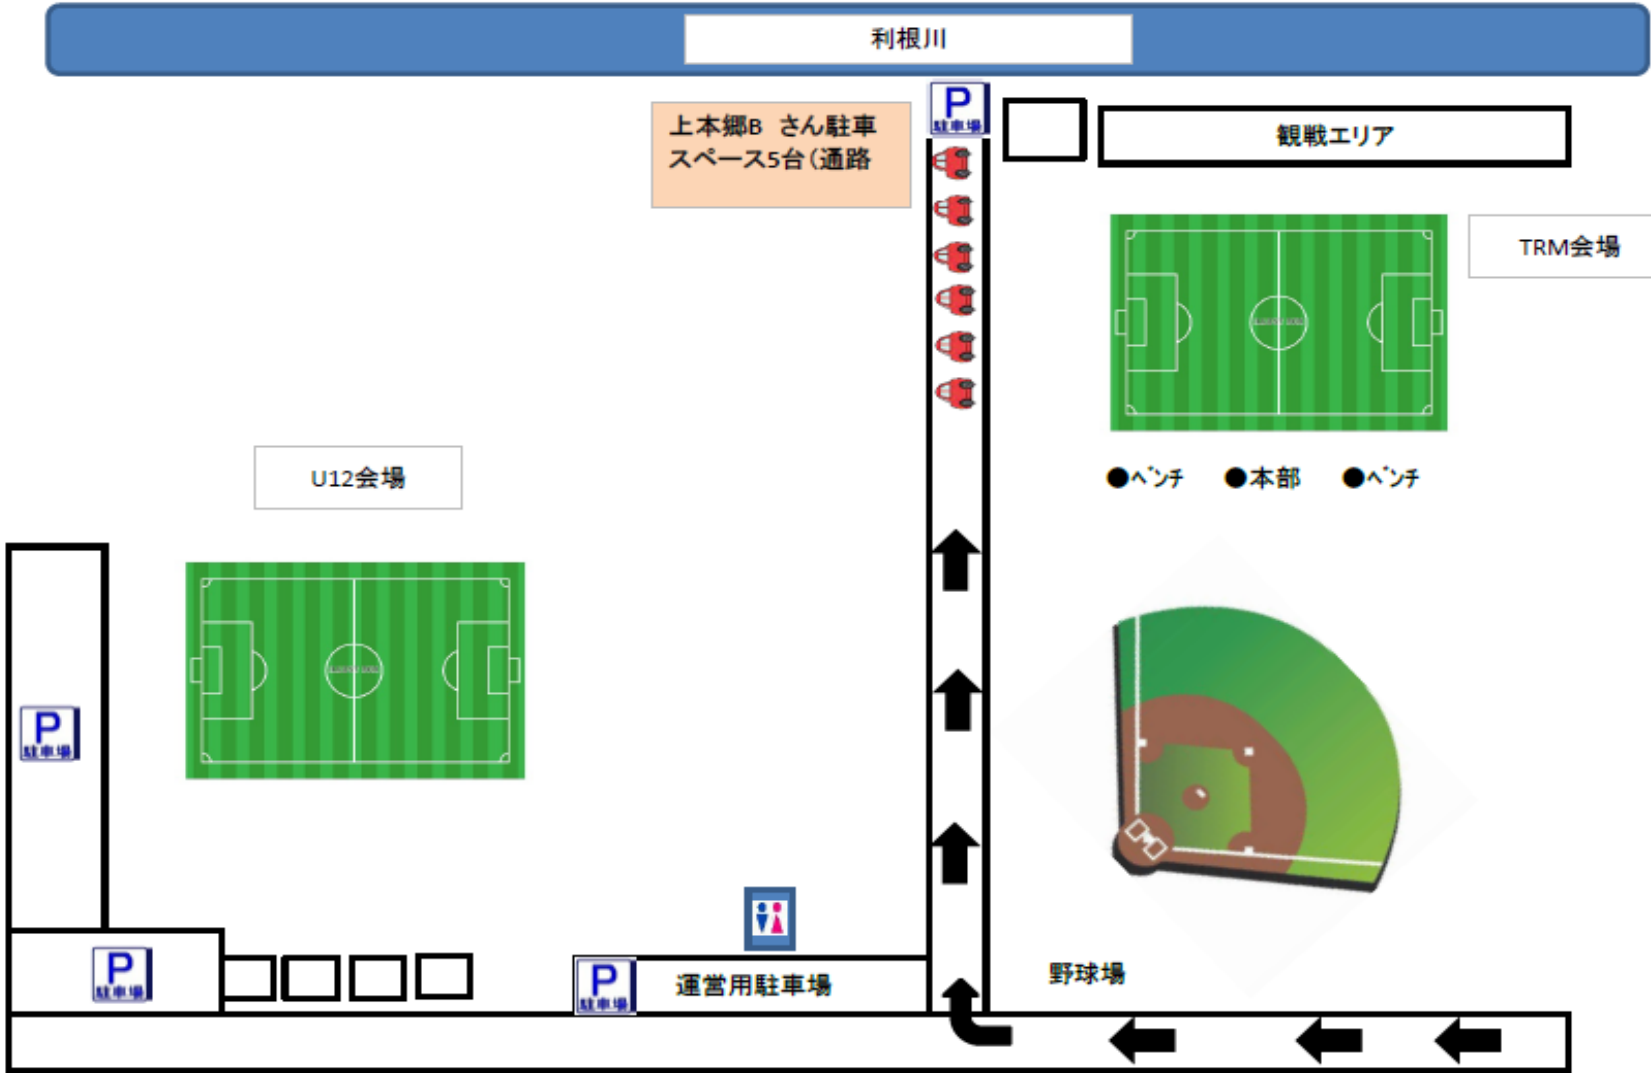 利根川
P
駐車場
上本郷B さん駐車
スペース5台(通路
観戦エリア
TRM会場
●ベンチ ●本部 ●ベンチ
U12会場
P
駐車場
P
駐車場
P
駐車場
運営用駐車場
野球場